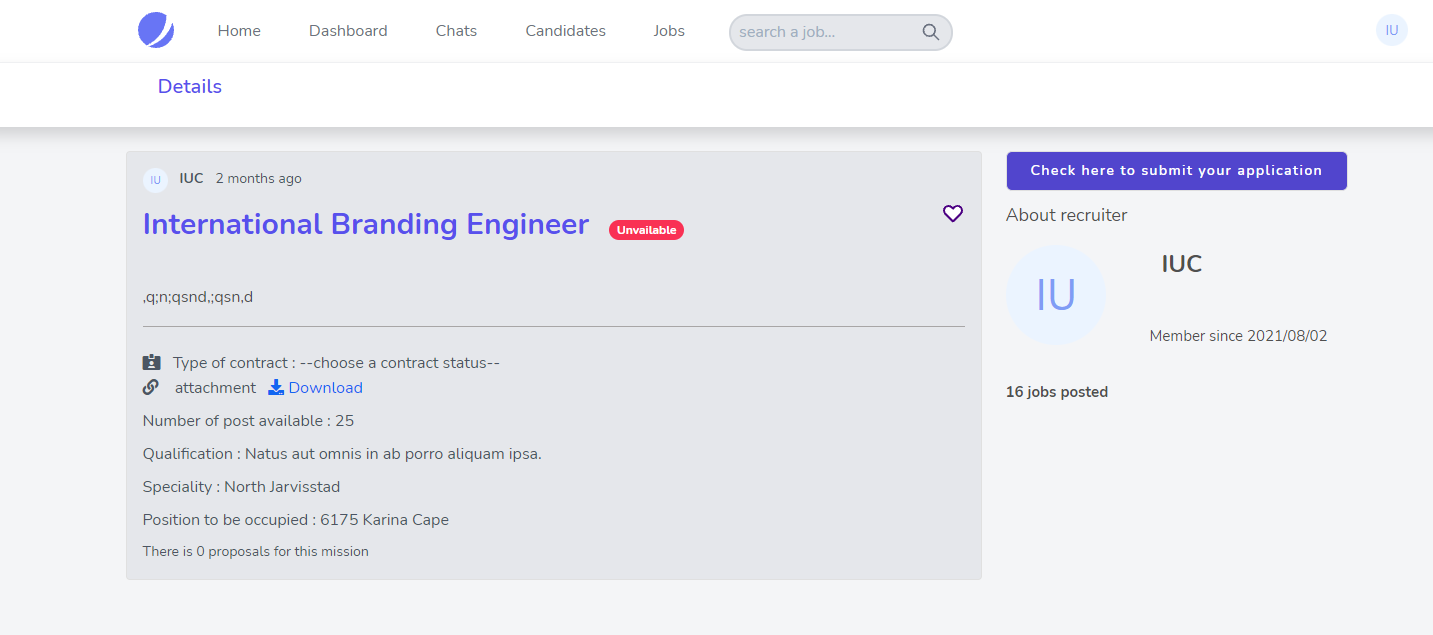 Home Dashboard Chats Candidates Jobs search a job... IU
Details
IU IUC 2 months ago
International Branding Engineer Unvailable
,q;n;qsnd,;qsn,d
Type of contract : --choose a contract status--
attachment Download
Number of post available : 25
Qualification : Natus aut omnis in ab porro aliquam ipsa.
Speciality : North Jarvisstad
Position to be occupied : 6175 Karina Cape
There is 0 proposals for this mission
Check here to submit your application
About recruiter
IU IUC
Member since 2021/08/02
16 jobs posted